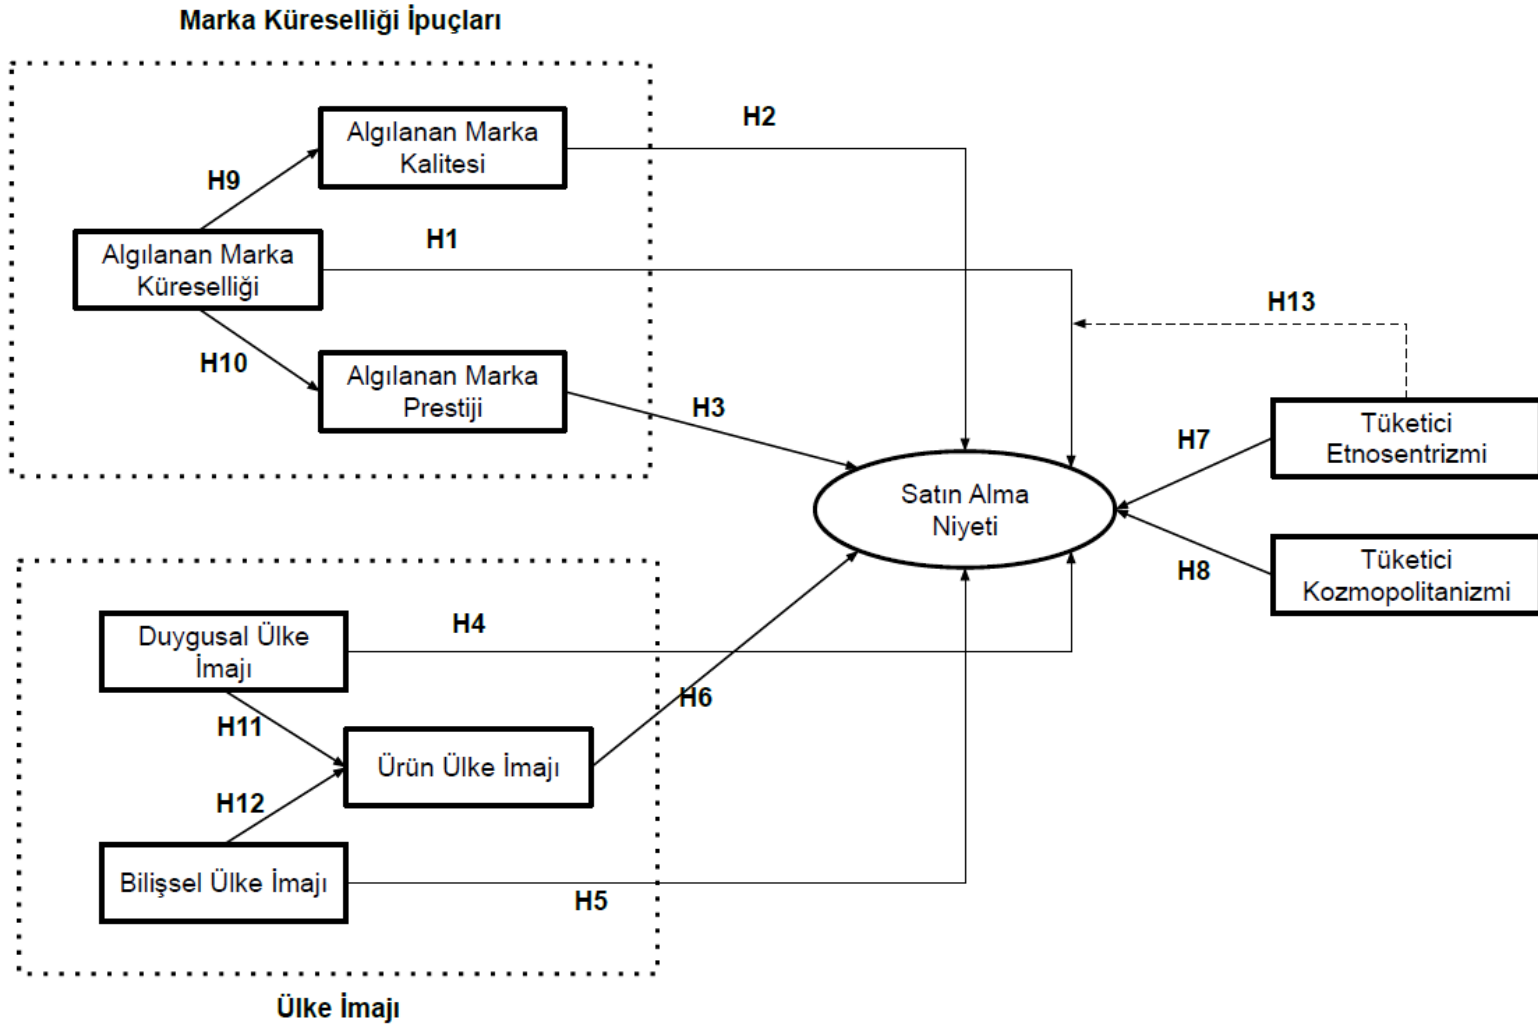 Marka Küreselliği İpuçları
H2
Algılanan Marka
Kalitesi
H9
H1
Algılanan Marka
Küreselliği
H13
H10
Algılanan Marka
Prestiji
H3
Tüketici
Etnosentrizmi
H7
Satın Alma
Niyeti
H8
Tüketici
Kozmopolitanizmi
Duygusal Ülke
İmajı
H4
H6
H11
Ürün Ülke İmajı
H12
Bilişsel Ülke İmajı
H5
Ülke İmajı